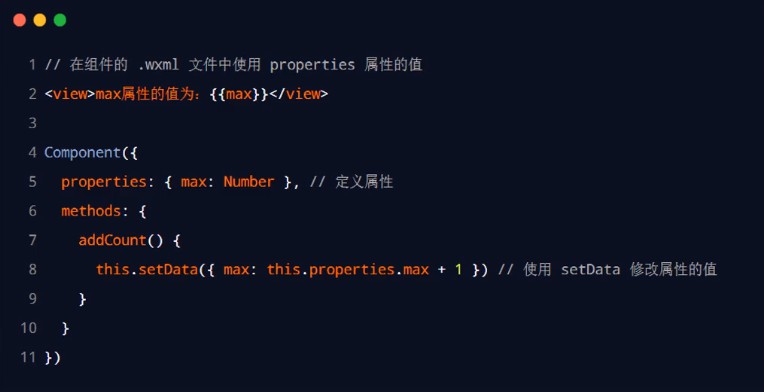 1 // 在组件的 .wxml 文件中使用 properties 属性的值
2 <view>max属性的值为：{{max}}</view>
3
4 Component({
5   properties: { max: Number }, // 定义属性
6   methods: {
7     addCount() {
8       this.setData({ max: this.properties.max + 1 }) // 使用 setData 修改属性的值
9     }
10   }
11 })